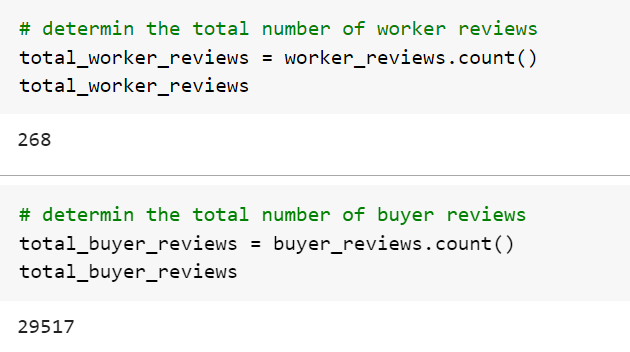 # determin the total number of worker reviews
total_worker_reviews = worker_reviews.count()
total_worker_reviews
268
# determin the total number of buyer reviews
total_buyer_reviews = buyer_reviews.count()
total_buyer_reviews
29517